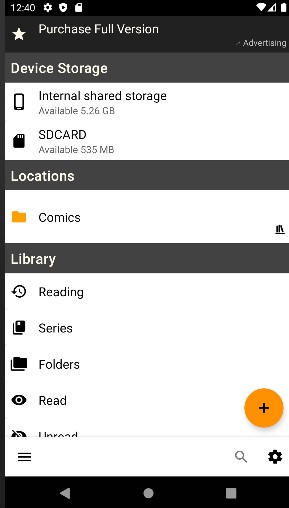 12:40
Purchase Full Version
Advertising
Device Storage
Internal shared storage
Available 5.26 GB
SDCARD
Available 535 MB
Locations
Comics
Library
Reading
Series
Folders
Read
Unread